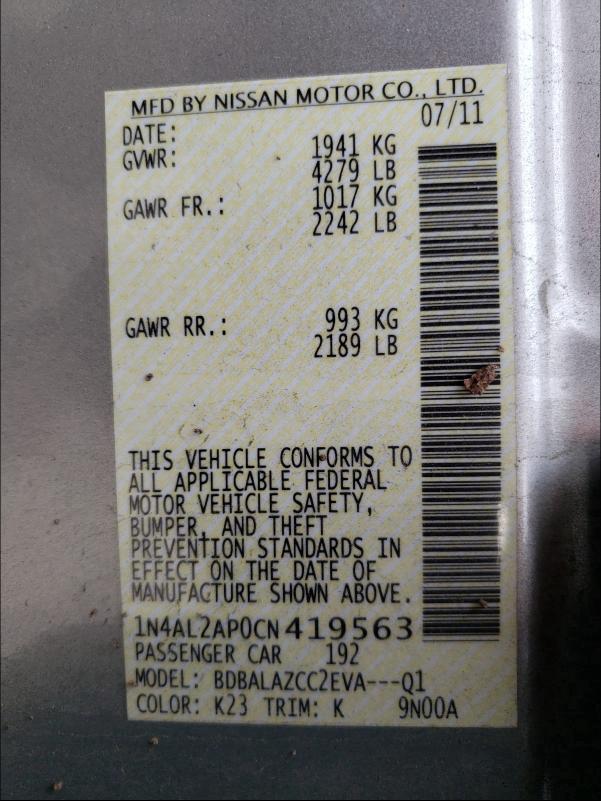 MFD BY NISSAN MOTOR CO., LTD.
DATE: 07/11
GVWR: 1941 KG
4279 LB
GAWR FR.: 1017 KG
2242 LB
GAWR RR.: 993 KG
2189 LB
THIS VEHICLE CONFORMS TO
ALL APPLICABLE FEDERAL
MOTOR VEHICLE SAFETY,
BUMPER, AND THEFT
PREVENTION STANDARDS IN
EFFECT ON THE DATE OF
MANUFACTURE SHOWN ABOVE.
1N4AL2AP0CN419563
PASSENGER CAR 192
MODEL: BDBALAZCC2EVA---Q1
COLOR: K23 TRIM: K 9N00A